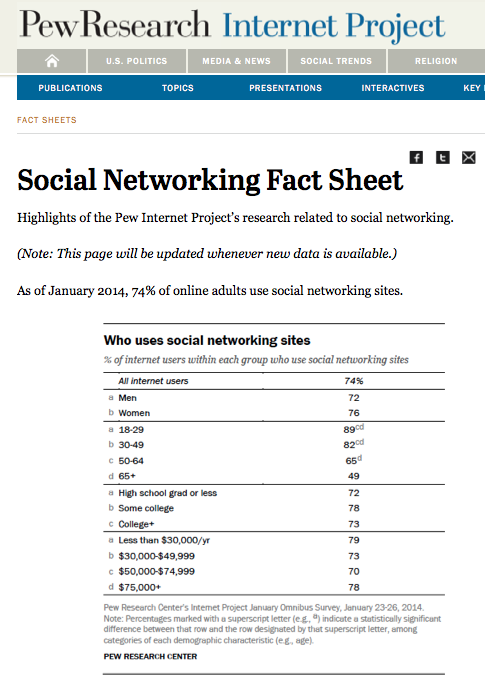 PewResearch Internet Project
U.S. POLITICS MEDIA & NEWS SOCIAL TRENDS RELIGION
PUBLICATIONS TOPICS PRESENTATIONS INTERACTIVES KEY
FACT SHEETS
Social Networking Fact Sheet
Highlights of the Pew Internet Project's research related to social networking.
(Note: This page will be updated whenever new data is available.)
As of January 2014, 74% of online adults use social networking sites.
Who uses social networking sites
% of internet users within each group who use social networking sites
All internet users 74%
a Men 72
b Women 76
a 18-29 89cd
b 30-49 82cd
c 50-64 65d
d 65+ 49
a High school grad or less 72
b Some college 78
c College+ 73
a Less than $30,000/yr 79
b $30,000-$49,999 73
c $50,000-$74,999 70
d $75,000+ 78
Pew Research Center's Internet Project January Omnibus Survey, January 23-26, 2014.
Note: Percentages marked with a superscript letter (e.g., a) indicate a statistically significant
difference between that row and the row designated by that superscript letter, among
categories of each demographic characteristic (e.g., age).
PEW RESEARCH CENTER